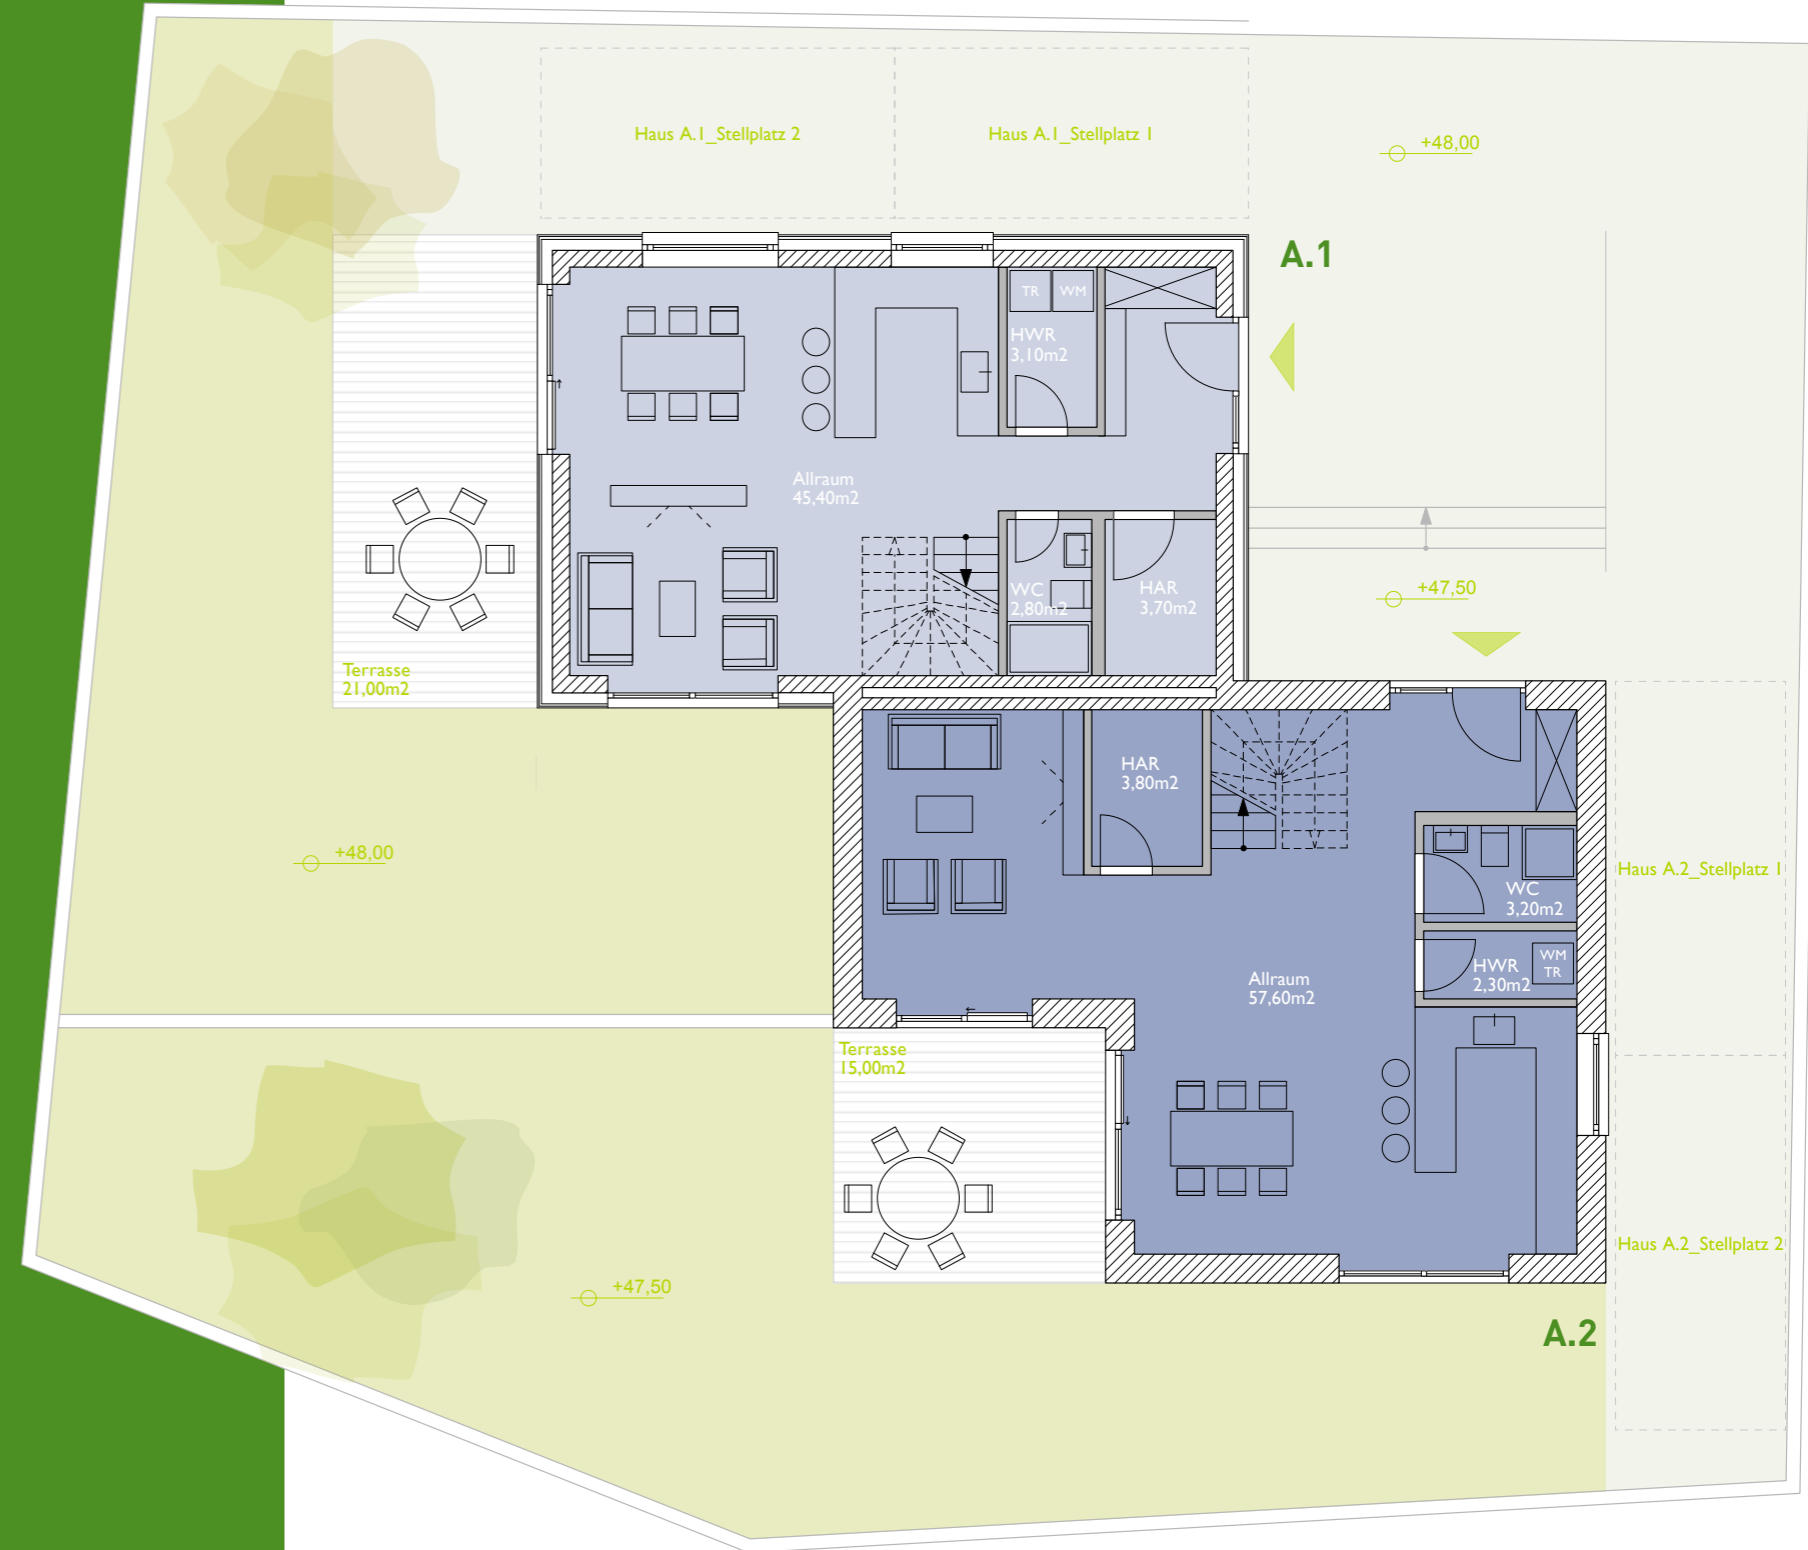 Haus A.1_Stellplatz 2
Haus A.1_Stellplatz 1
+48,00
A.1
TR
WM
HWR
3,10m2
Allraum
45,40m2
WC
2,80m2
HAR
3,70m2
+47,50
Terrasse
21,00m2
HAR
3,80m2
+48,00
Haus A.2_Stellplatz 1
WC
3,20m2
HWR
2,30m2
WM
TR
Allraum
57,60m2
Terrasse
15,00m2
Haus A.2_Stellplatz 2
+47,50
A.2